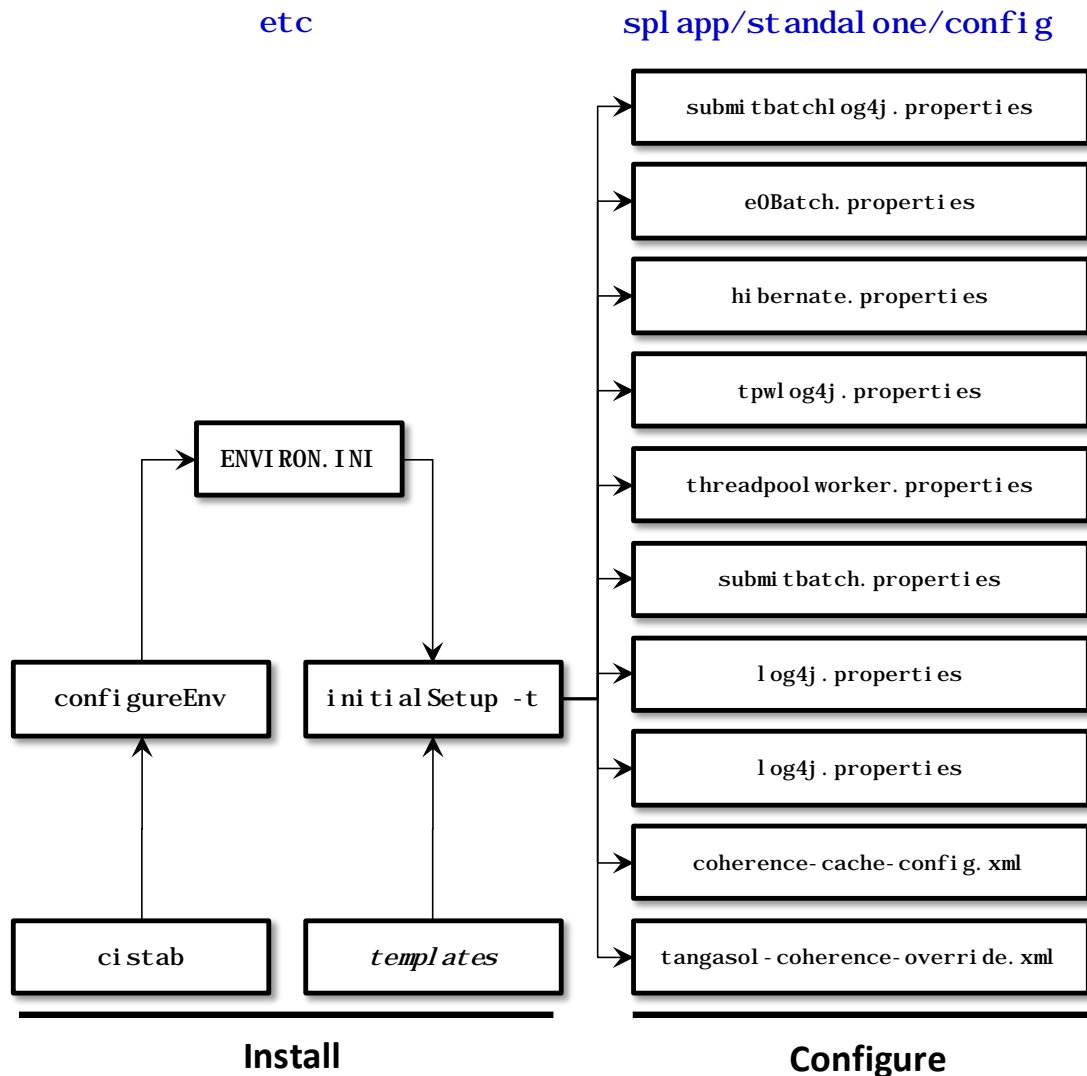 etc
splapp/standalone/config
submitbatchlog4j.properties
e0Batch.properties
hibernate.properties
tpwlog4j.properties
ENVIRON.INI
threadpoolworker.properties
submitbatch.properties
configureEnv
initialSetup -t
log4j.properties
log4j.properties
coherence-cache-config.xml
cistab
templates
tangasol-coherence-override.xml
Install
Configure